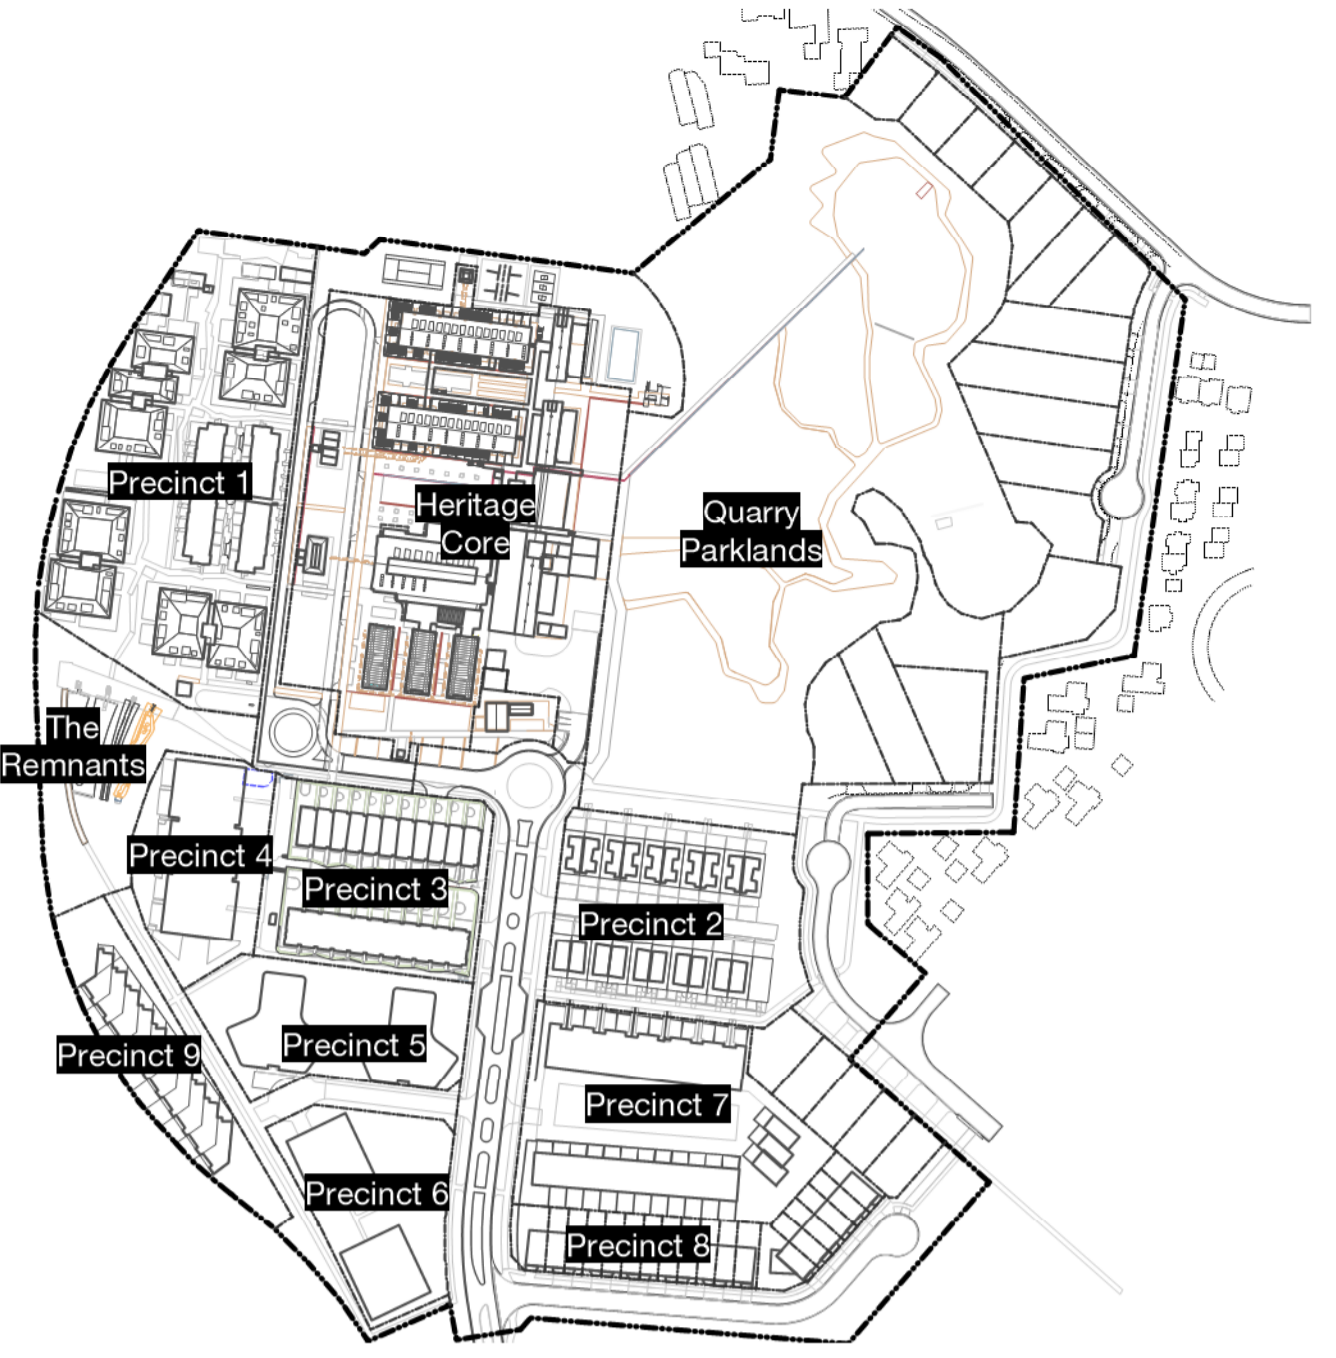 Precinct 1
Heritage
Core
Quarry
Parklands
The
Remnants
Precinct 4
Precinct 3
Precinct 2
Precinct 5
Precinct 9
Precinct 7
Precinct 6
Precinct 8